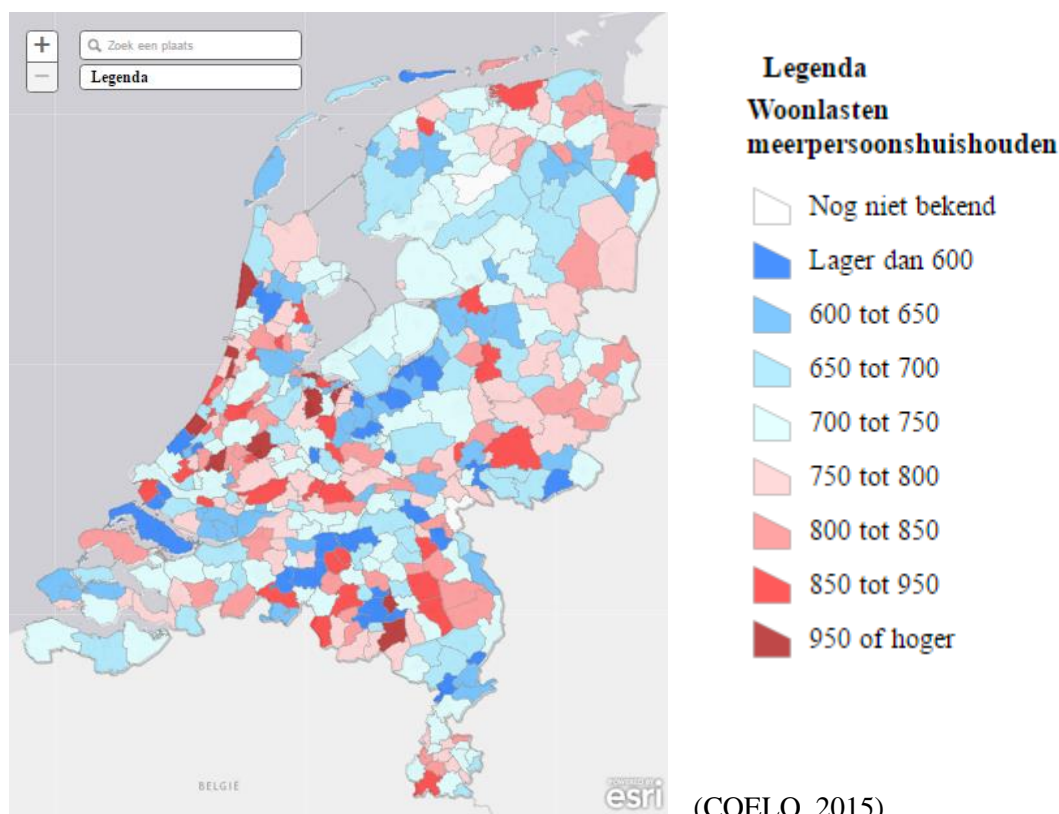 +
Zoek een plaats
−
Legenda
BELGIË
POWERED BY
esri
Legenda
Woonlasten
meerpersoonshuishouden
Nog niet bekend
Lager dan 600
600 tot 650
650 tot 700
700 tot 750
750 tot 800
800 tot 850
850 tot 950
950 of hoger
(COELO, 2015)